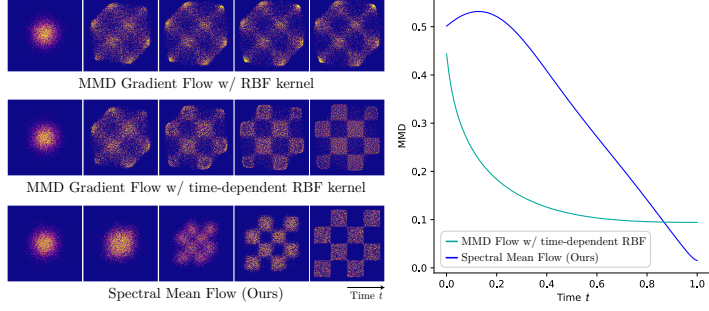 MMD Gradient Flow w/ RBF kernel
MMD Gradient Flow w/ time-dependent RBF kernel
Spectral Mean Flow (Ours)
Time t
MMD
0.5
0.4
0.3
0.2
0.1
0.0
MMD Flow w/ time-dependent RBF
Spectral Mean Flow (Ours)
0.0 0.2 0.4 0.6 0.8 1.0
Time t